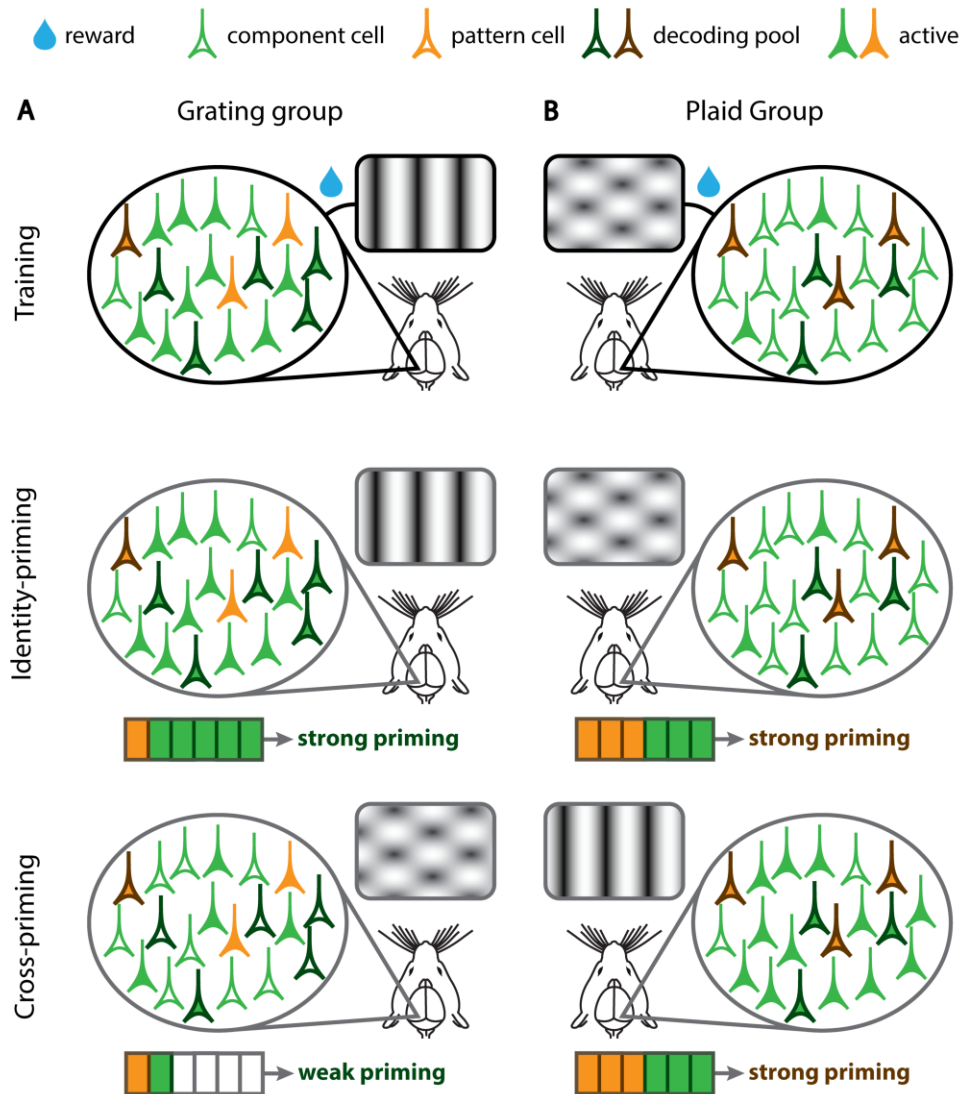 reward component cell pattern cell decoding pool active
A Grating group B Plaid Group
Training
Identity-priming
strong priming strong priming
Cross-priming
weak priming strong priming